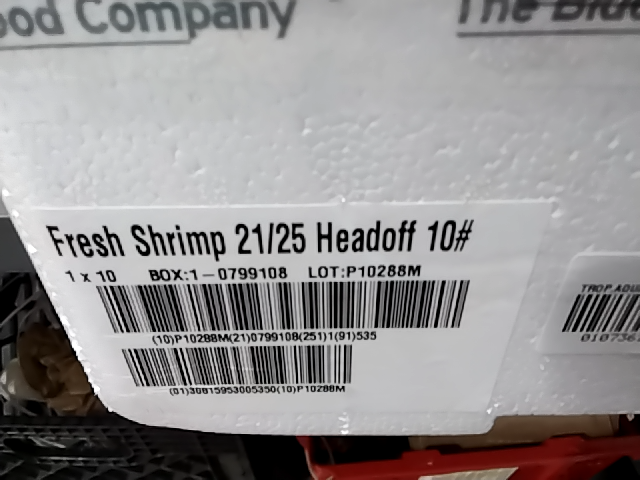 ood Company
The Blue
Fresh Shrimp 21/25 Headoff 10#
1 x 10 BOX:1-0799108 LOT:P10288M
(10)P10288M(21)0799108(251)1(91)535
(01)30815953005350(10)P10288M
TROP.AQU
0107361